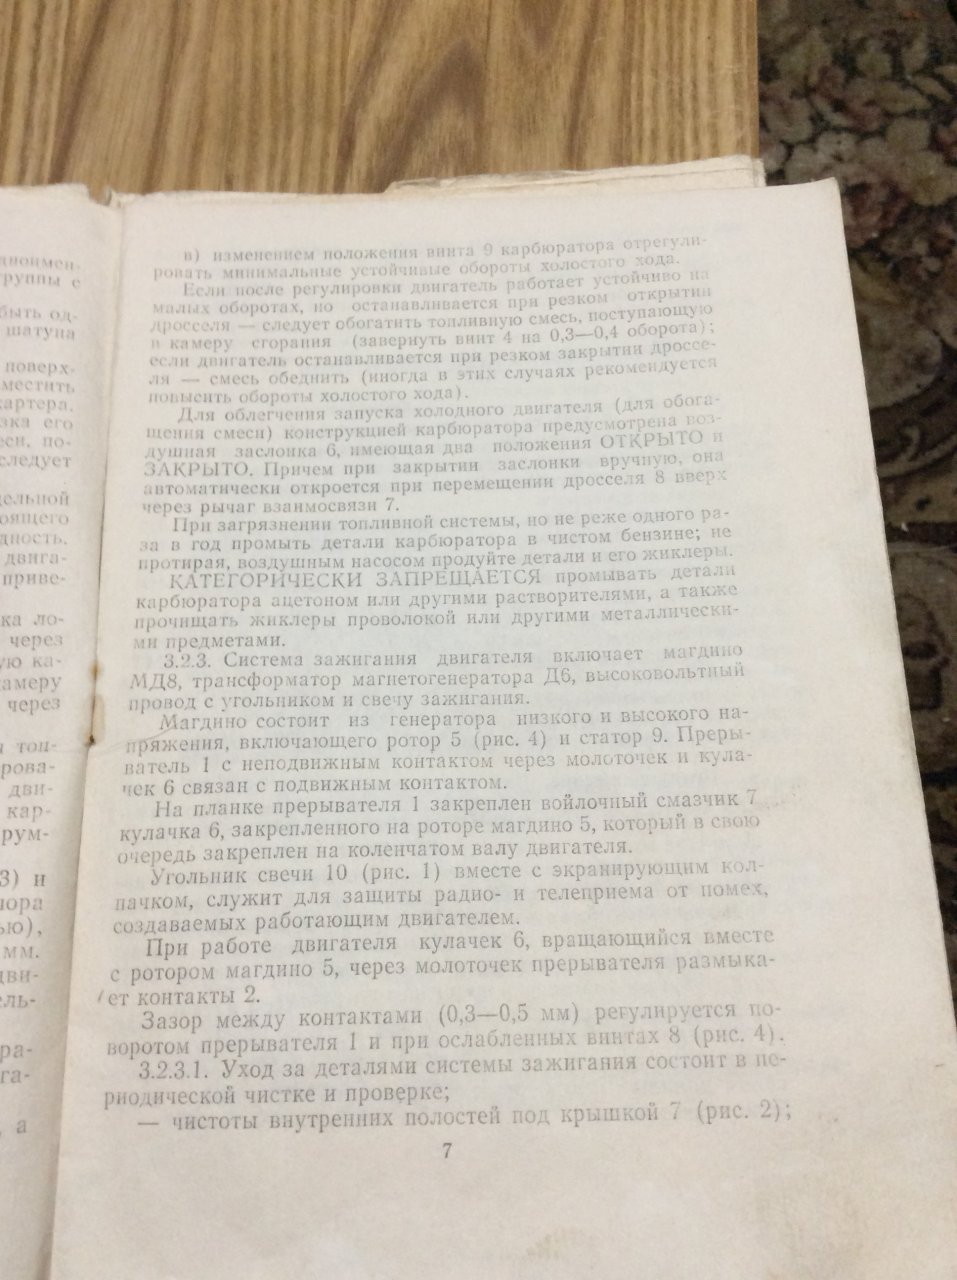 в) изменением положения винта 9 карбюратора отрегули-
ровать минимальные устойчивые обороты холостого хода.
Если после регулировки двигатель работает устойчиво на
малых оборотах, но останавливается при резком открытии
дросселя — следует обогатить топливную смесь, поступающую
в камеру сгорания (завернуть винт 4 на 0,3—0,4 оборота);
если двигатель останавливается при резком закрытии дроссе-
ля — смесь обеднить (иногда в этих случаях рекомендуется
повысить обороты холостого хода).
Для облегчения запуска холодного двигателя (для обога-
щения смеси) конструкцией карбюратора предусмотрена воз-
душная заслонка 6, имеющая два положения ОТКРЫТО и
ЗАКРЫТО. Причем при закрытии заслонки вручную, она
автоматически откроется при перемещении дросселя 8 вверх
через рычаг взаимосвязи 7.
При загрязнении топливной системы, но не реже одного ра-
за в год промыть детали карбюратора в чистом бензине; не
протирая, воздушным насосом продуйте детали и его жиклеры.
КАТЕГОРИЧЕСКИ ЗАПРЕЩАЕТСЯ промывать детали
карбюратора ацетоном или другими растворителями, а также
прочищать жиклеры проволокой или другими металлически-
ми предметами.
3.2.3. Система зажигания двигателя включает магдино
МД8, трансформатор магнетогенератора Д6, высоковольтный
провод с угольником и свечу зажигания.
Магдино состоит из генератора низкого и высокого на-
пряжения, включающего ротор 5 (рис. 4) и статор 9. Преры-
ватель 1 с неподвижным контактом через молоточек и кула-
чек 6 связан с подвижным контактом.
На планке прерывателя 1 закреплен войлочный смазчик 7
кулачка 6, закрепленного на роторе магдино 5, который в свою
очередь закреплен на коленчатом валу двигателя.
Угольник свечи 10 (рис. 1) вместе с экранирующим кол-
пачком, служит для защиты радио- и телеприема от помех,
создаваемых работающим двигателем.
При работе двигателя кулачек 6, вращающийся вместе
с ротором магдино 5, через молоточек прерывателя размыка-
ет контакты 2.
Зазор между контактами (0,3—0,5 мм) регулируется по-
воротом прерывателя 1 и при ослабленных винтах 8 (рис. 4).
3.2.3.1. Уход за деталями системы зажигания состоит в пе-
риодической чистке и проверке;
— чистоты внутренних полостей под крышкой 7 (рис. 2);
7